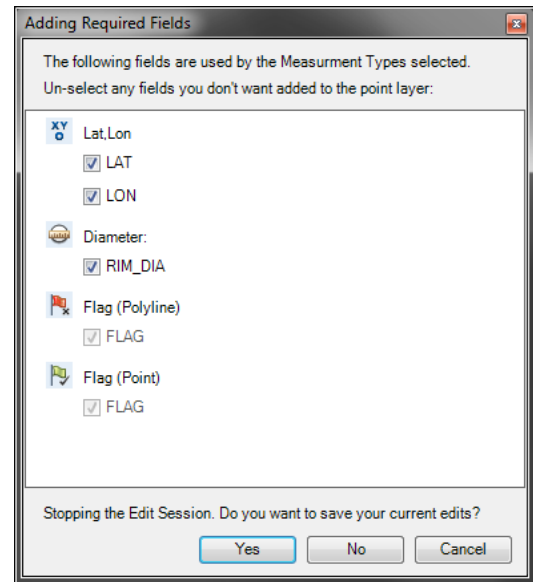 Adding Required Fields
The following fields are used by the Measurment Types selected.
Un-select any fields you don't want added to the point layer:
XY
Lat,Lon
LAT
LON
Diameter:
RIM_DIA
Flag (Polyline)
FLAG
Flag (Point)
FLAG
Stopping the Edit Session. Do you want to save your current edits?
Yes
No
Cancel